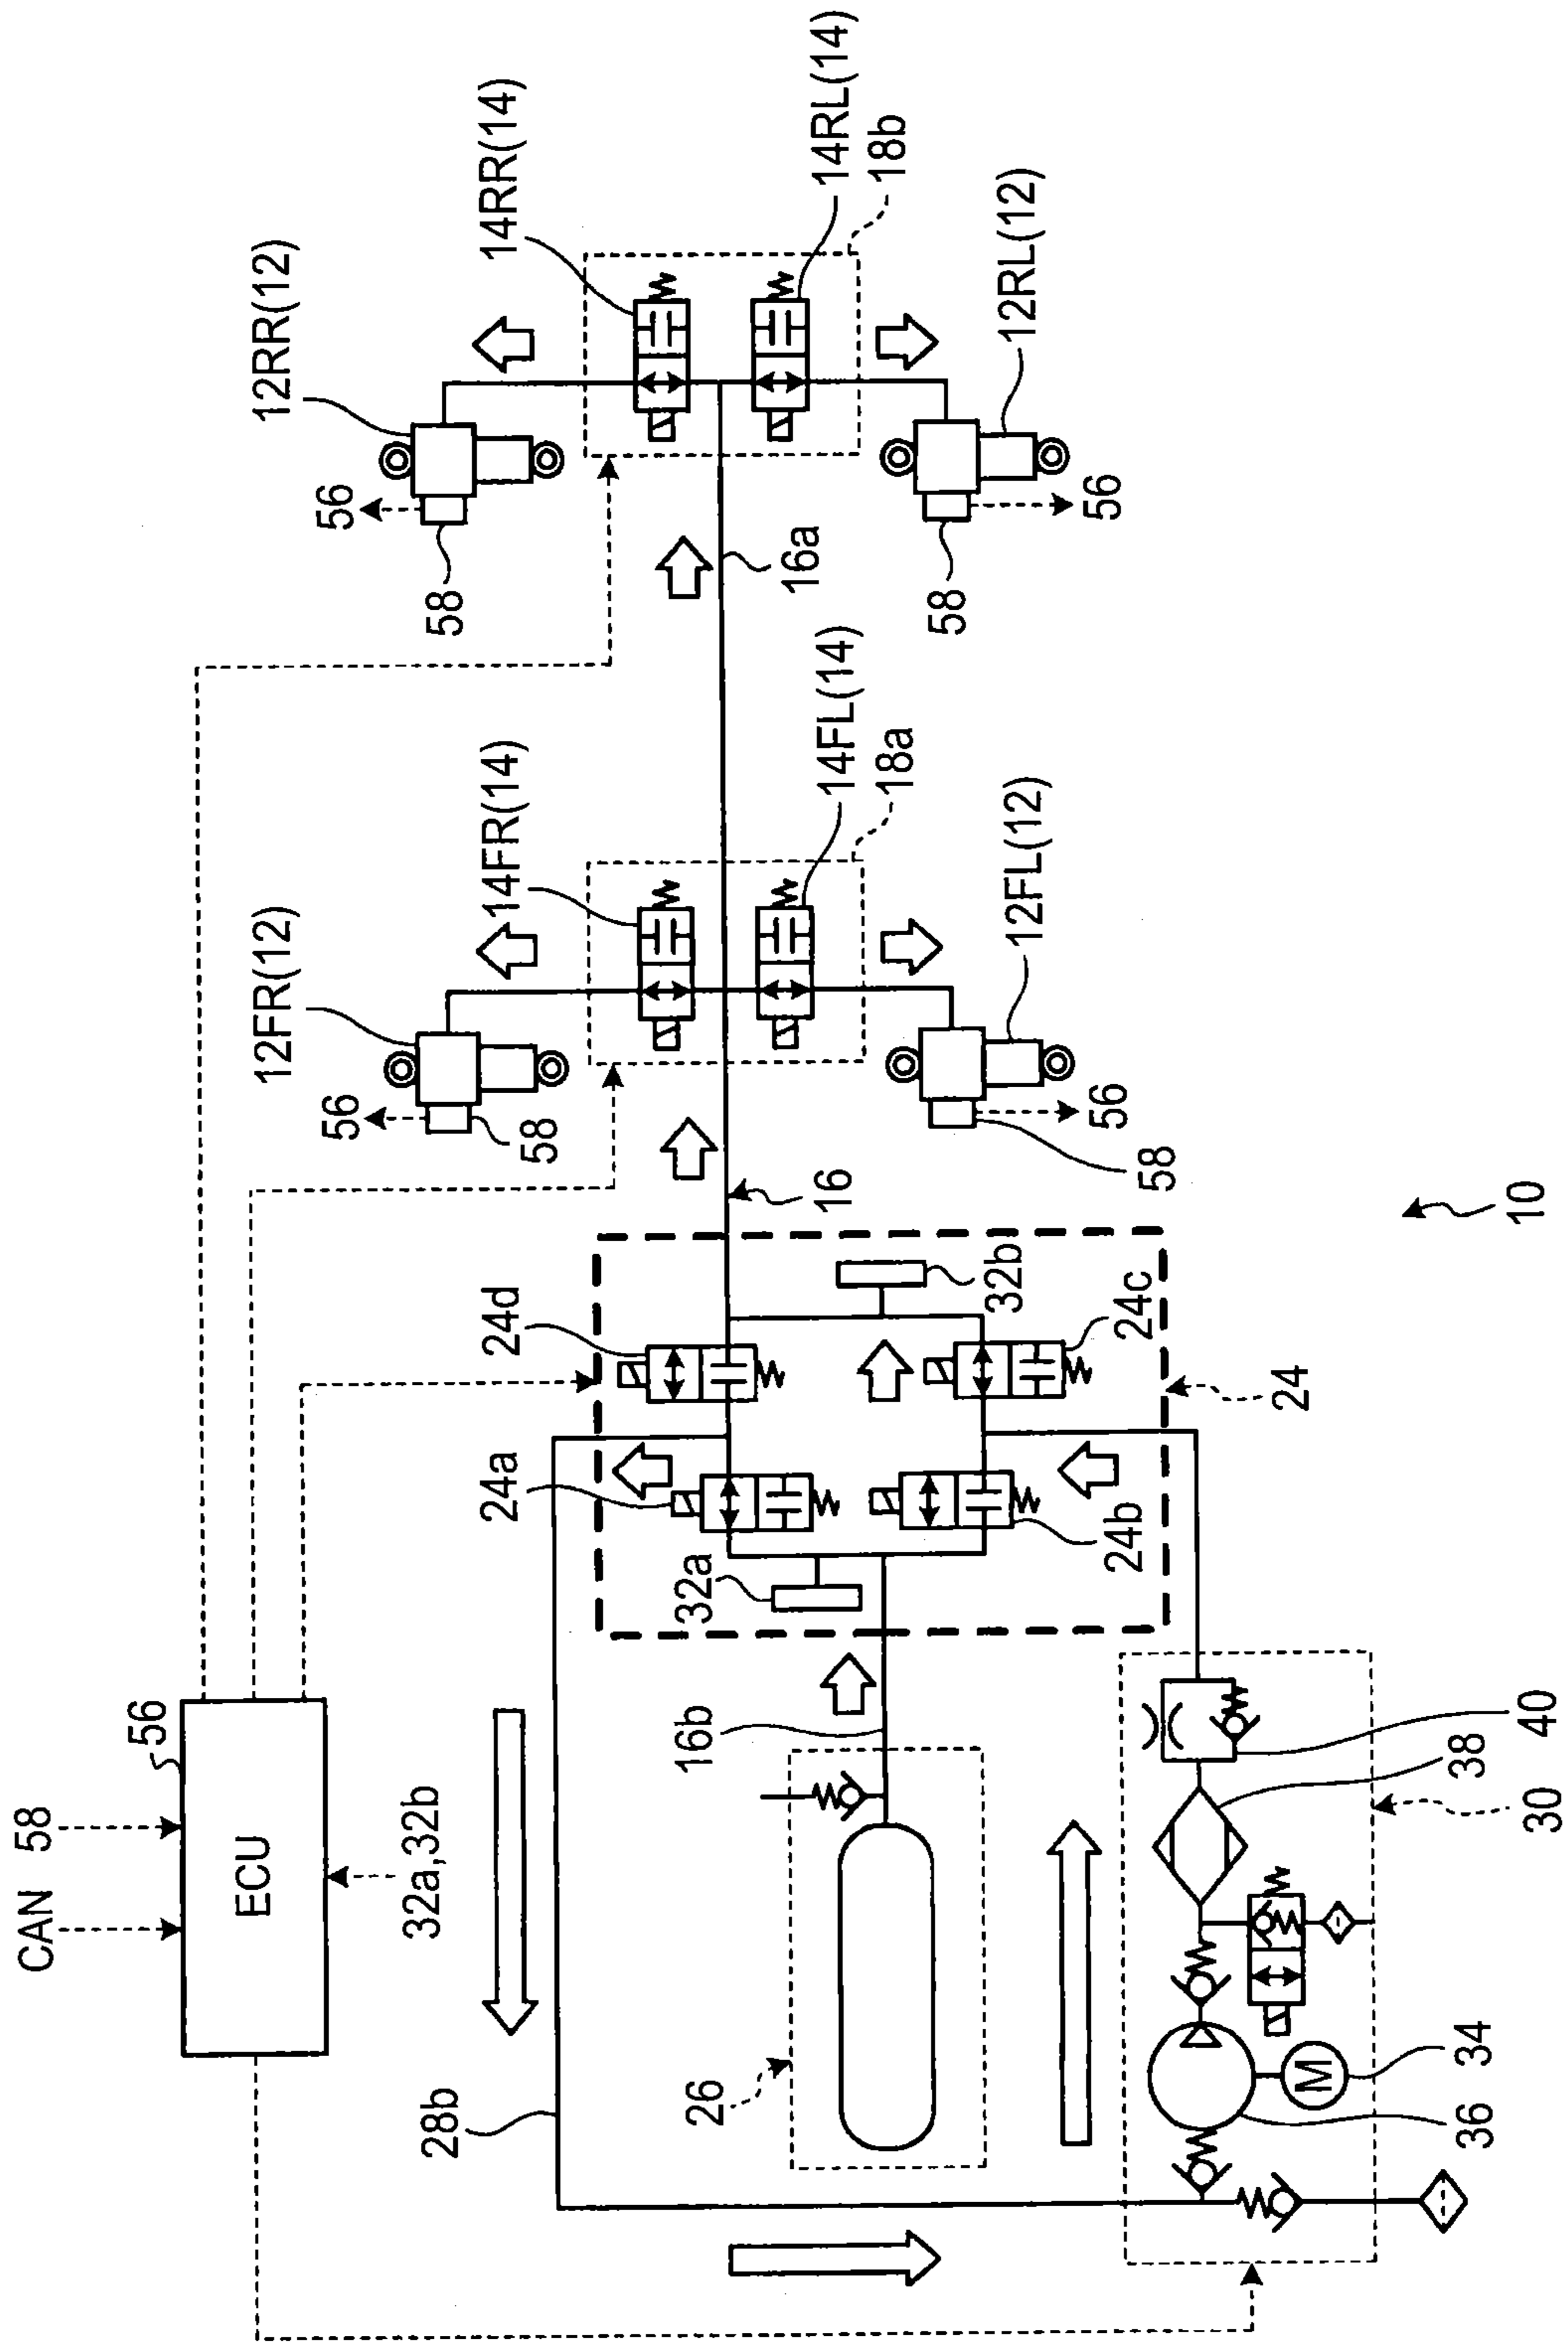 12RR(12)
14RR(14)
14RL(14)
18b
12RL(12)
56
58
16a
58
56
12FR(12)
14FR(14)
14FL(14)
18a
12FL(12)
56
58
16
56
58
10
24d
32b
24c
24
24a
32a
24b
56
CAN
58
ECU
32a,32b
16b
28b
26
40
38
30
M
34
36